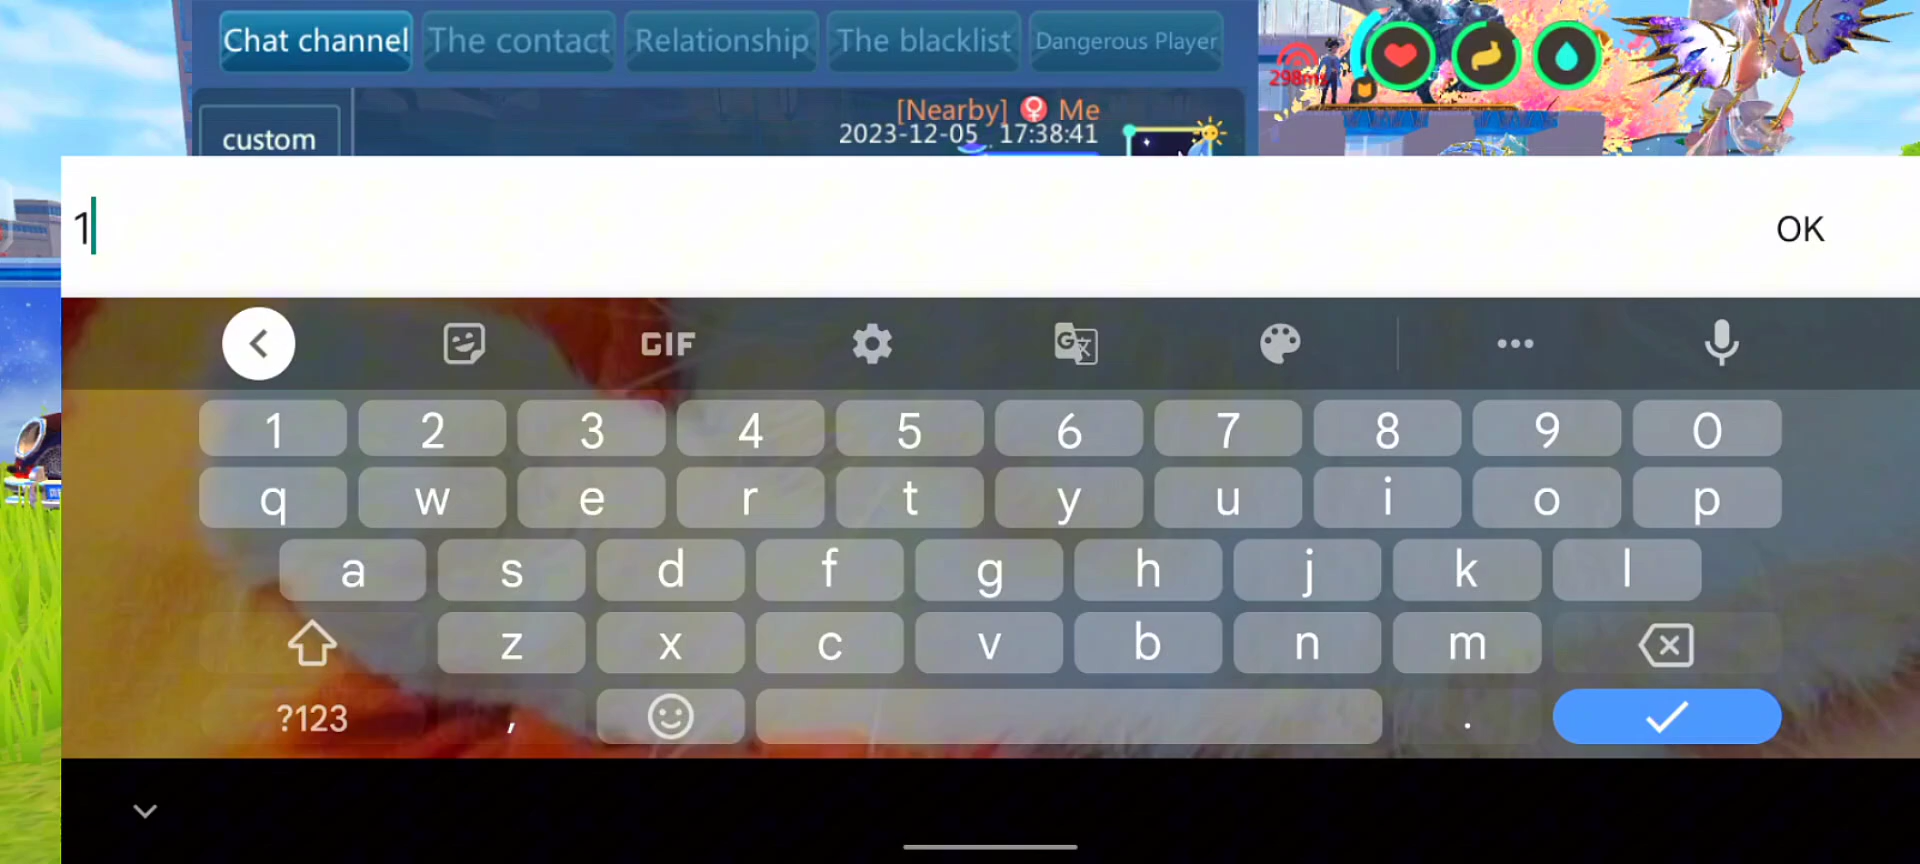 Chat channel The contact Relationship The blacklist Dangerous Player
298ms
[Nearby] Me
2023-12-05 17:38:41
custom
1
OK
GIF
1 2 3 4 5 6 7 8 9 0
q w e r t y u i o p
a s d f g h j k l
z x c v b n m
?123 , .